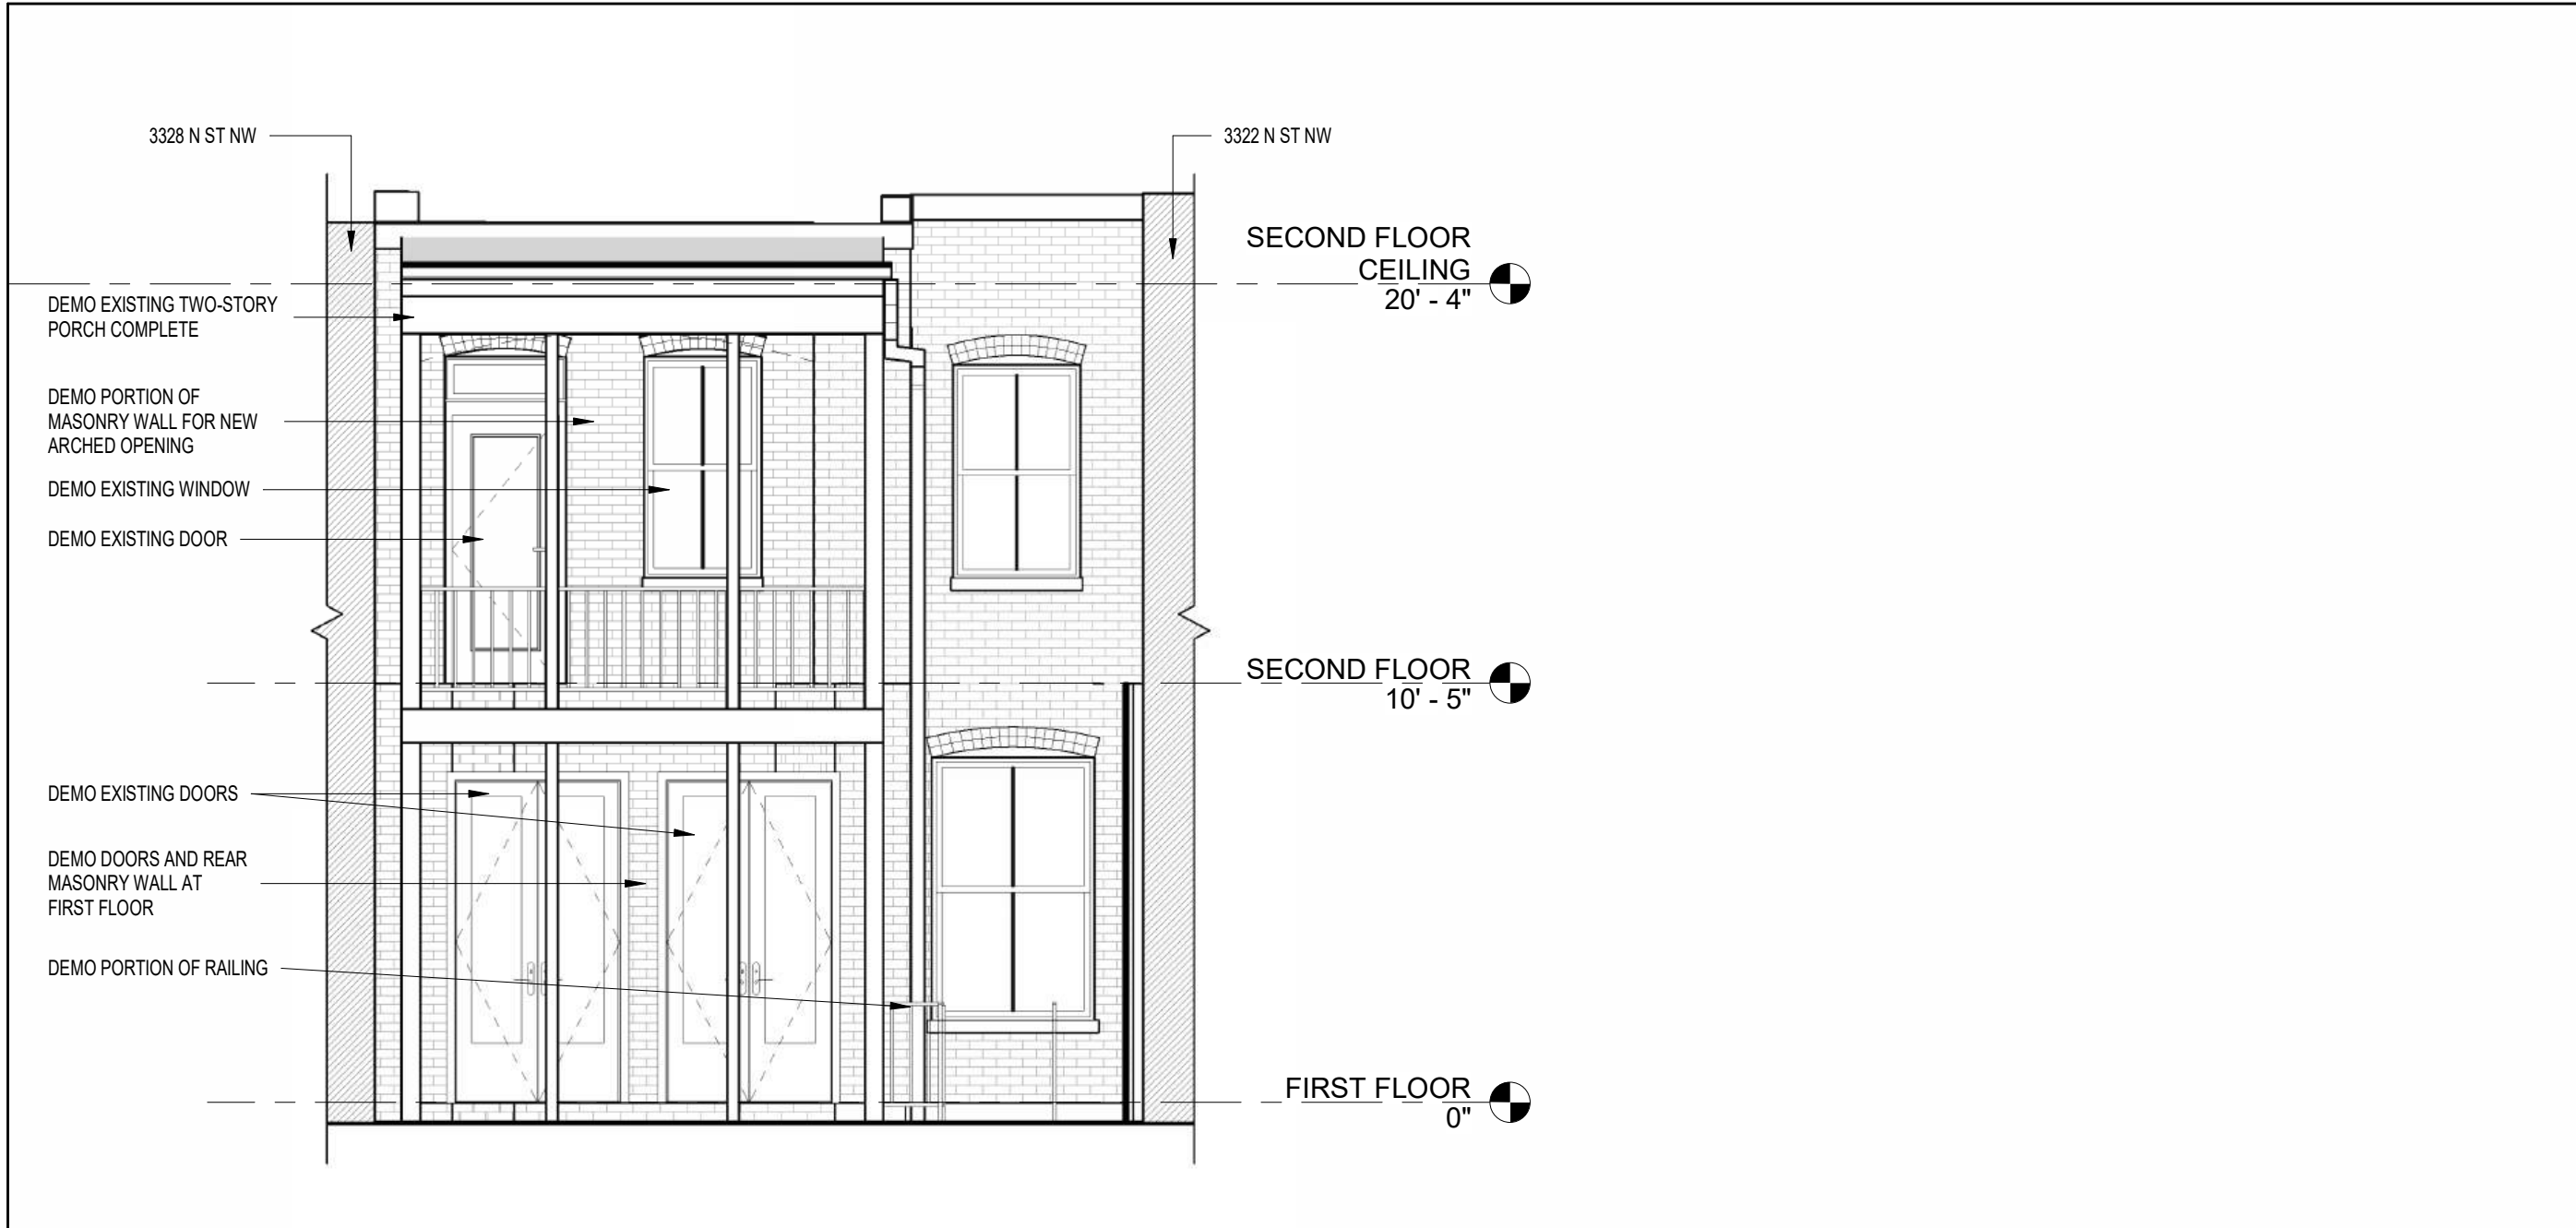 3328 N ST NW
3322 N ST NW
SECOND FLOOR
CEILING
20' - 4"
DEMO EXISTING TWO-STORY
PORCH COMPLETE
DEMO PORTION OF
MASONRY WALL FOR NEW
ARCHED OPENING
DEMO EXISTING WINDOW
DEMO EXISTING DOOR
SECOND FLOOR
10' - 5"
DEMO EXISTING DOORS
DEMO DOORS AND REAR
MASONRY WALL AT
FIRST FLOOR
DEMO PORTION OF RAILING
FIRST FLOOR
0"